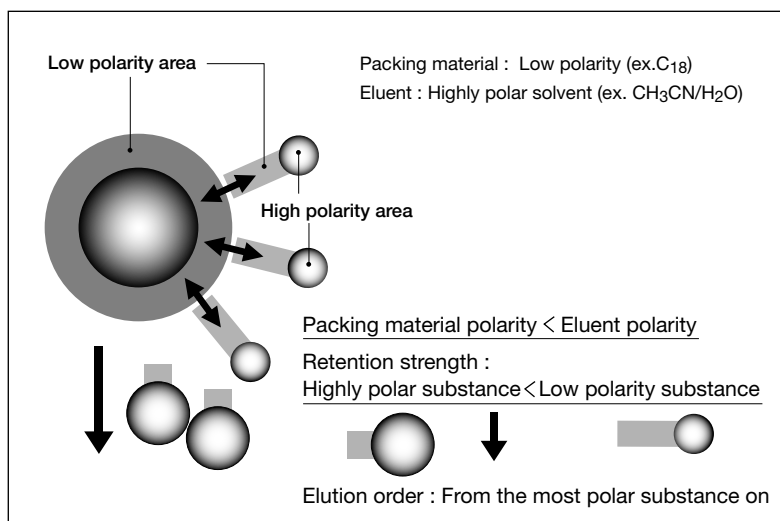 Low polarity area
Packing material : Low polarity (ex.C18)
Eluent : Highly polar solvent (ex. CH3CN/H2O)
High polarity area
Packing material polarity < Eluent polarity
Retention strength :
Highly polar substance<Low polarity substance
Elution order : From the most polar substance on